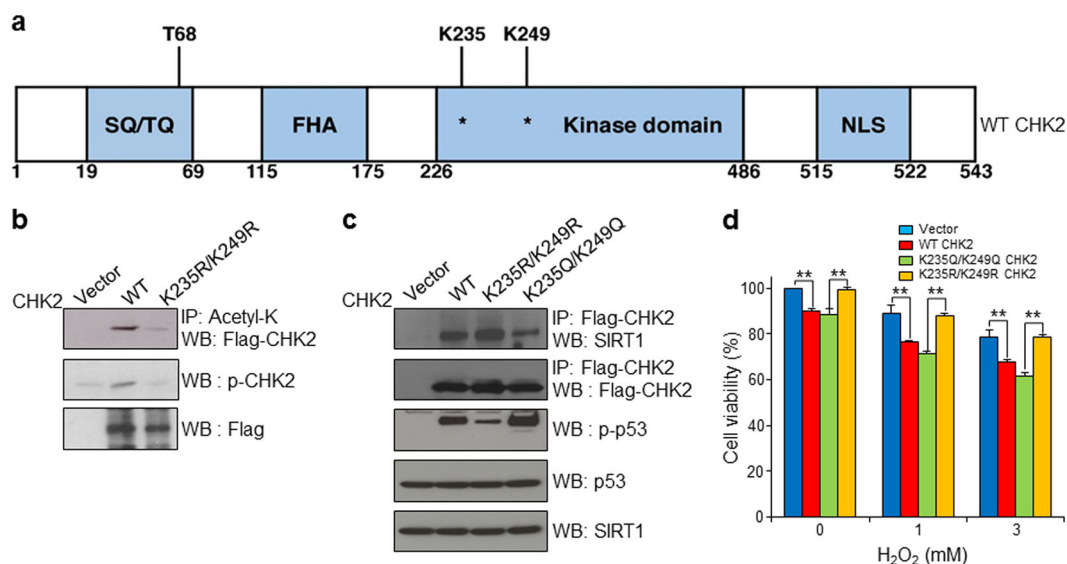 a
T68 K235 K249
SQ/TQ FHA * * Kinase domain NLS WT CHK2
1 19 69 115 175 226 486 515 522 543
b
CHK2 Vector WT K235R/K249R
IP: Acetyl-K
WB: Flag-CHK2
WB : p-CHK2
WB : Flag
c
CHK2 Vector WT K235R/K249R K235Q/K249Q
IP: Flag-CHK2
WB: SIRT1
IP: Flag-CHK2
WB: Flag-CHK2
WB : p-p53
WB: p53
WB: SIRT1
d
Vector
WT CHK2
K235Q/K249Q CHK2
K235R/K249R CHK2
** ** ** ** ** **
Cell viability (%)
100
80
60
40
20
0
0 1 3
H₂O₂ (mM)